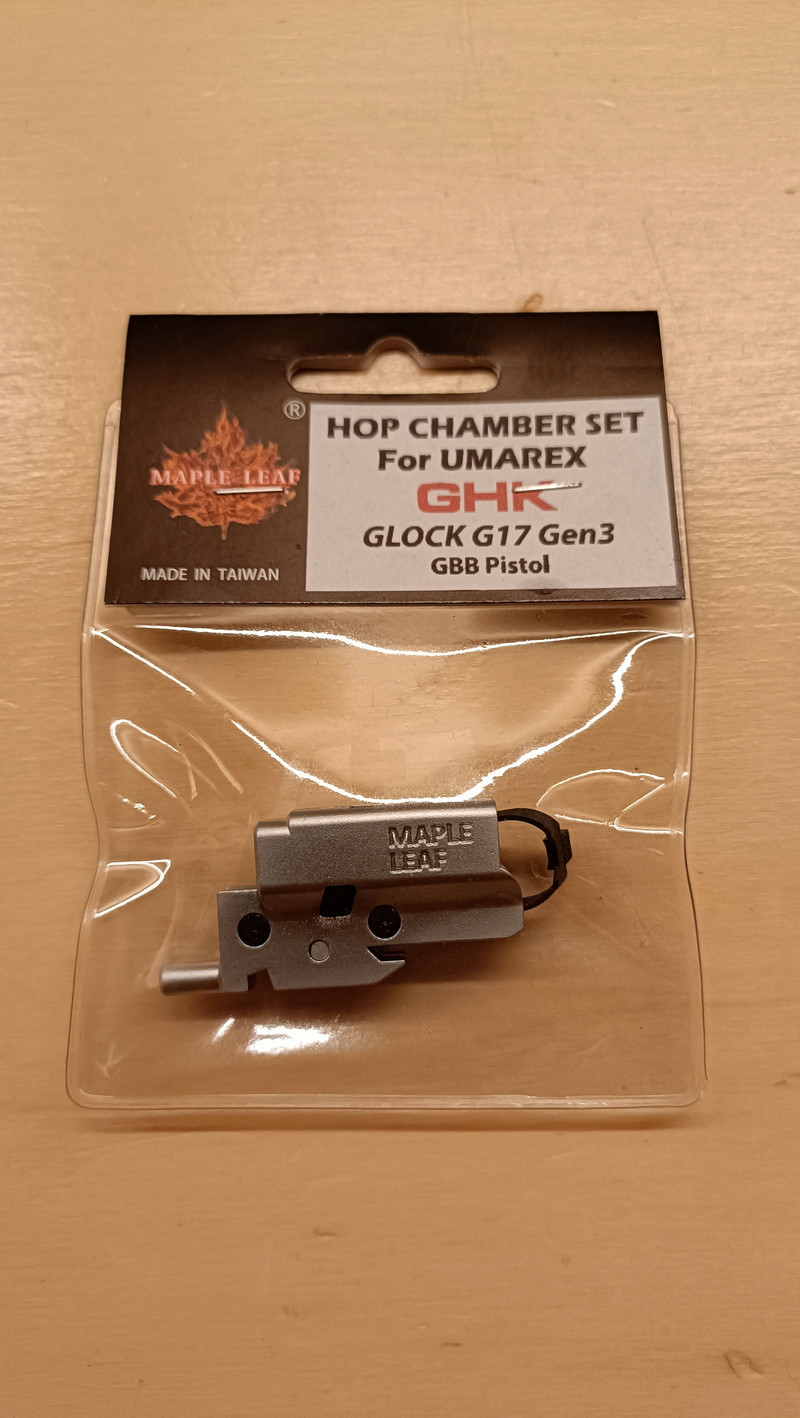 MAPLE LEAF ®
MADE IN TAIWAN
HOP CHAMBER SET
For UMAREX
GHK
GLOCK G17 Gen3
GBB Pistol
MAPLE
LEAF